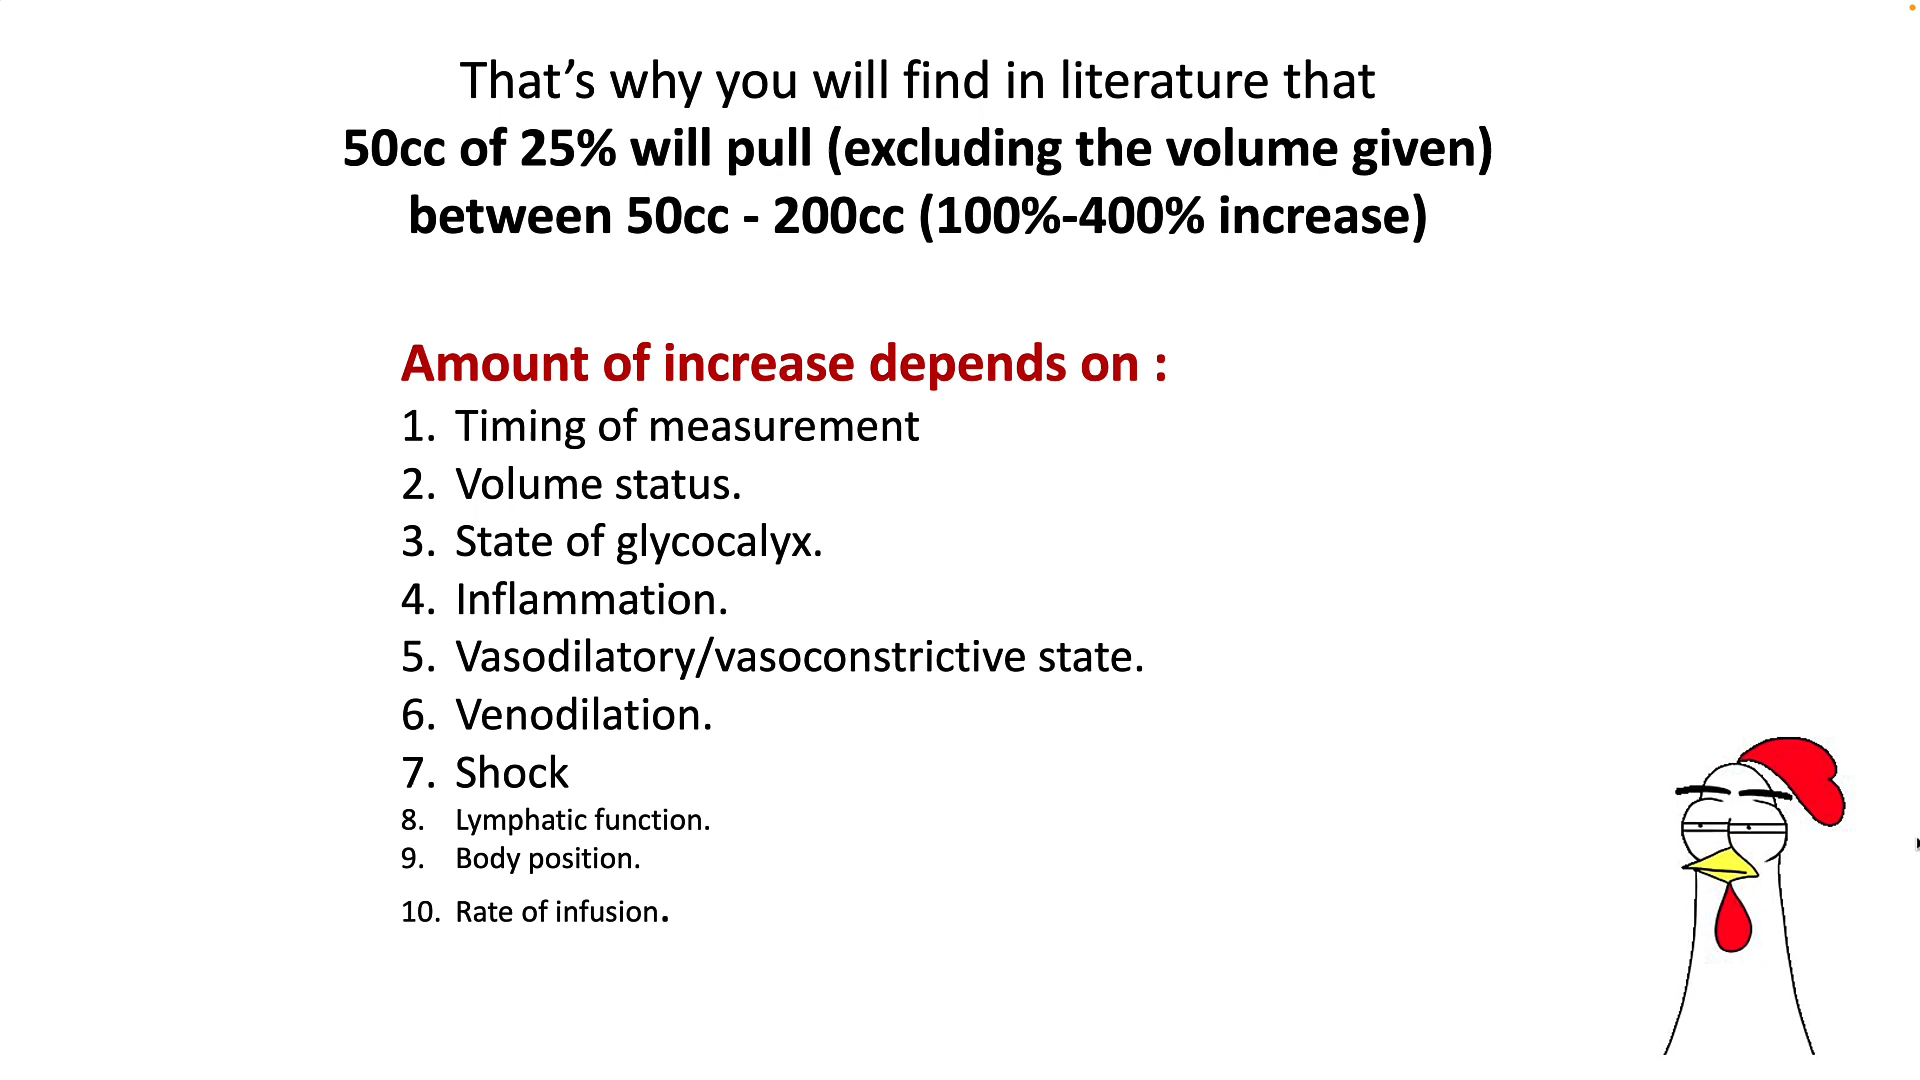 That’s why you will find in literature that
50cc of 25% will pull (excluding the volume given)
between 50cc - 200cc (100%-400% increase)
Amount of increase depends on :
1. Timing of measurement
2. Volume status.
3. State of glycocalyx.
4. Inflammation.
5. Vasodilatory/vasoconstrictive state.
6. Venodilation.
7. Shock
8. Lymphatic function.
9. Body position.
10. Rate of infusion.